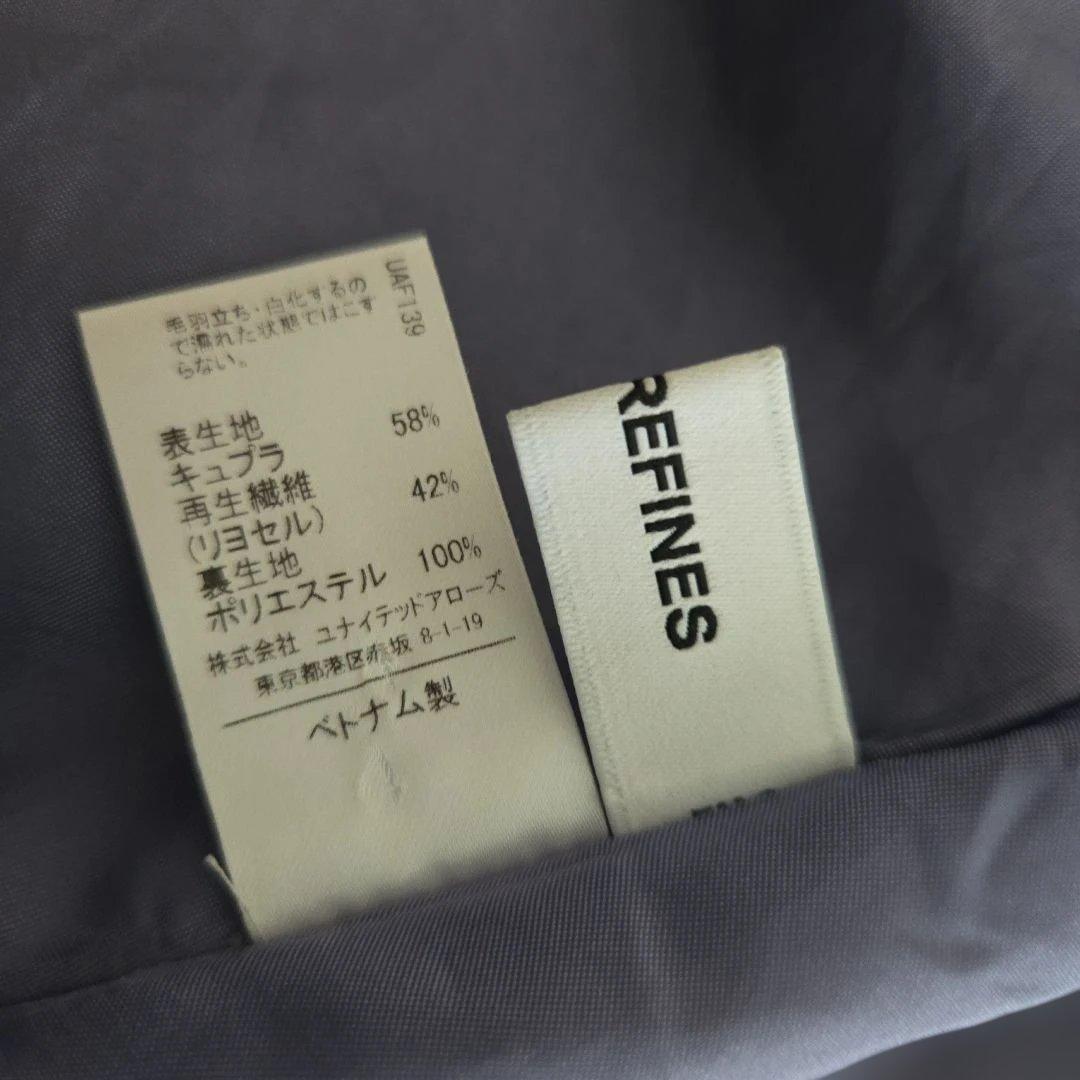 UAF139
毛羽立ち・白化するの
で濡れた状態ではこす
らない。
表生地
キュプラ 58%
再生繊維
(リヨセル) 42%
裏生地
ポリエステル 100%
株式会社 ユナイテッドアローズ
東京都港区赤坂 8-1-19
ベトナム製
REFINES